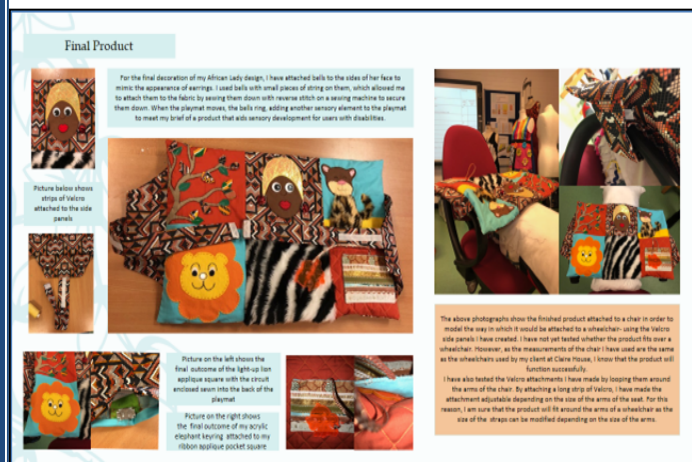 Final Product
For the final decoration of my African Lady design, I have attached bells to the sides of her face to
mimic the appearance of earrings. I used bells with small pieces of string on them, which allowed me
to attach them to the fabric by sewing them down with reverse stitch on a sewing machine to secure
them down. When the playmat moves, the bells ring, adding another sensory element to the playmat
to meet my brief of a product that aids sensory development for users with disabilities.
Picture below shows
strips of Velcro
attached to the side
panels
Picture on the left shows the
final outcome of the light-up lion
applique square with the circuit
enclosed sewn into the back of the
playmat
Picture on the right shows
the final outcome of my acrylic
elephant keyring attached to my
ribbon applique pocket square
The above photographs show the finished product attached to a chair in order to
model the way in which it would be attached to a wheelchair- using the Velcro
side panels I have created. I have not yet tested whether the product fits over a
wheelchair. However, as the measurements of the chair I have used are the same
as the wheelchairs used by my client at Claire House, I know that the product will
function successfully.
I have also tested the Velcro attachments I have made by looping them around
the arms of the chair. By attaching a long strip of Velcro, I have made the
attachment adjustable depending on the size of the arms of the seat. For this
reason, I am sure that the product will fit around the arms of a wheelchair as the
size of the straps can be modified depending on the size of the arms.